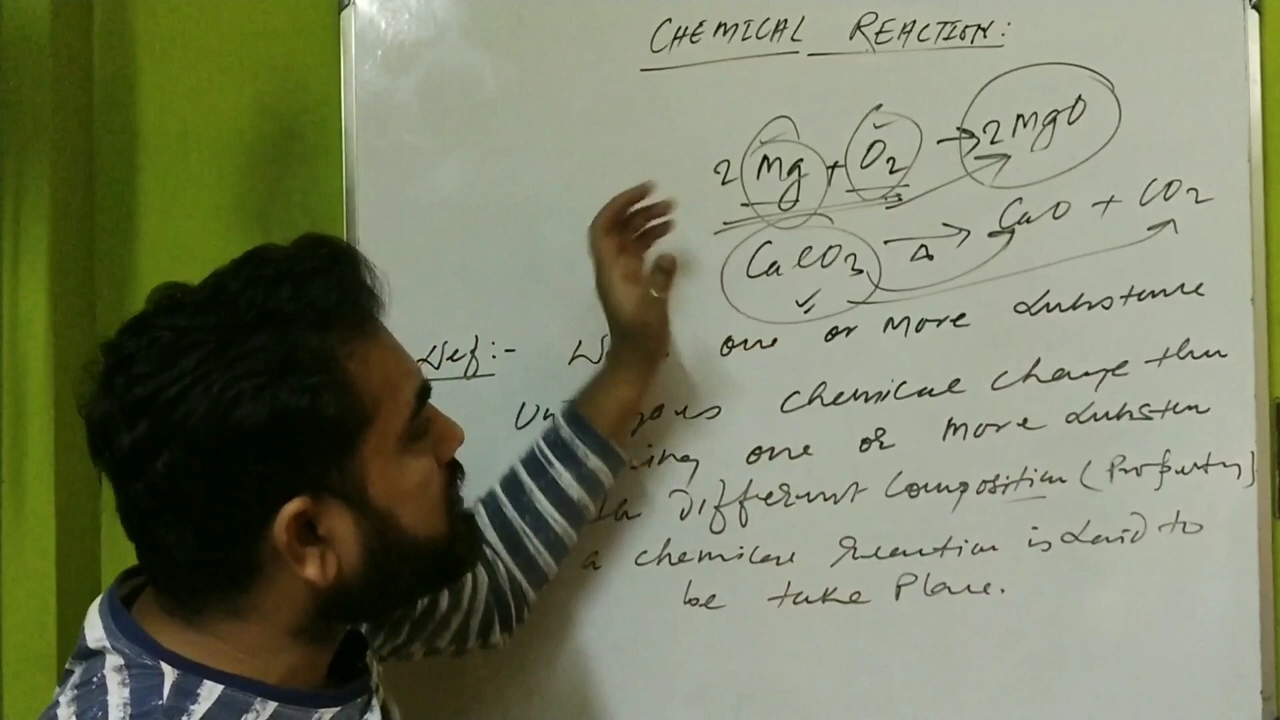 CHEMICAL REACTION:
2Mg + O2 → 2MgO
CaCO3 →Δ CaO + CO2
Def:- one or more substance
chemical change then
one or more substan
Different Composition (Property)
a chemical reaction is said to
be take Place.